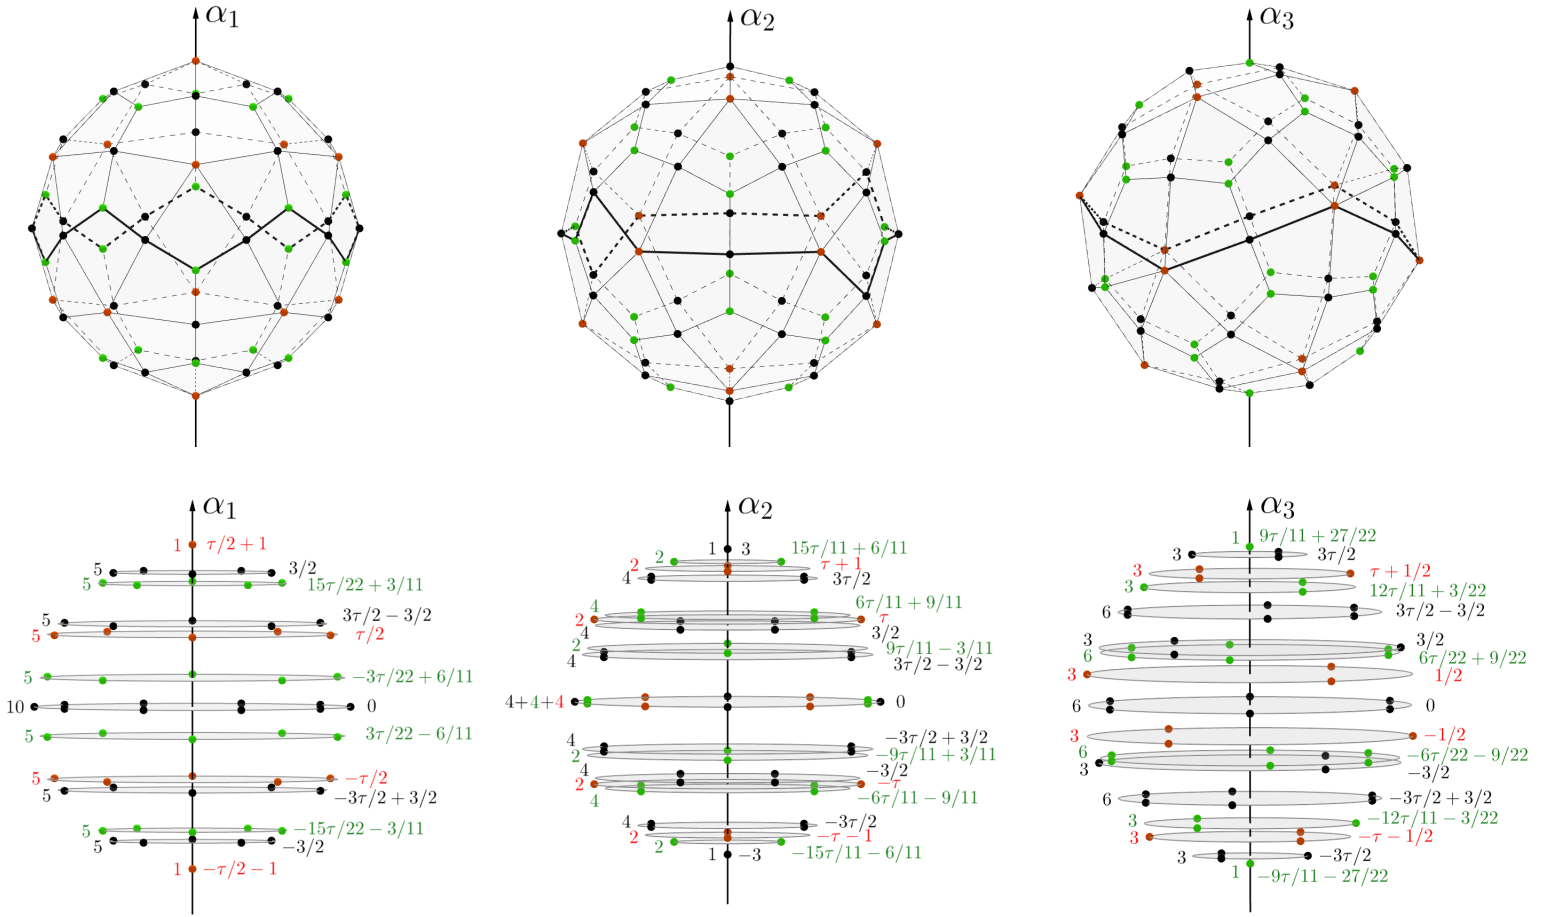 α₁
α₂
α₃
α₁
1 τ/2 + 1
5 3/2
5 15τ/22 + 3/11
5 3τ/2 − 3/2
5 τ/2
5 −3τ/22 + 6/11
10 0
5 3τ/22 − 6/11
5 −τ/2
5 −3τ/2 + 3/2
5 −15τ/22 − 3/11
5 −3/2
1 −τ/2 − 1
α₂
1 3
2 15τ/11 + 6/11
2 τ + 1
4 3τ/2
4 6τ/11 + 9/11
2 τ
4 3/2
2 9τ/11 − 3/11
4 3τ/2 − 3/2
4+4+4 0
4 −3τ/2 + 3/2
2 −9τ/11 + 3/11
4 −3/2
2 −τ
4 −6τ/11 − 9/11
4 −3τ/2
2 −τ − 1
2 −15τ/11 − 6/11
1 −3
α₃
1 9τ/11 + 27/22
3 3τ/2
3 τ + 1/2
3 12τ/11 + 3/22
6 3τ/2 − 3/2
3 3/2
6 6τ/22 + 9/22
3 1/2
6 0
3 −1/2
6 −6τ/22 − 9/22
3 −3/2
6 −3τ/2 + 3/2
3 −12τ/11 − 3/22
3 −τ − 1/2
3 −3τ/2
1 −9τ/11 − 27/22